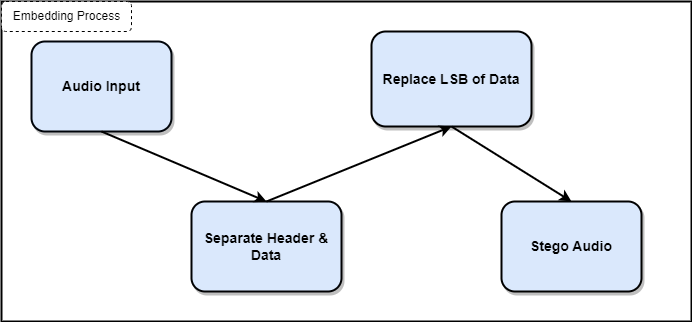 Embedding Process
Audio Input
Replace LSB of Data
Separate Header &
Data
Stego Audio